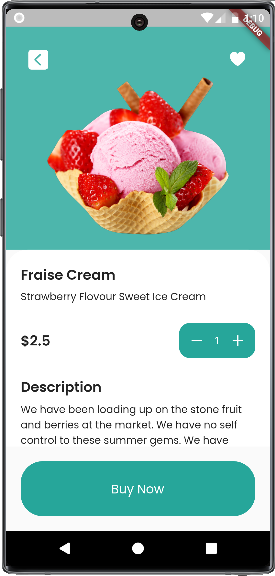 DEBUG
Fraise Cream
Strawberry Flovour Sweet Ice Cream
$2.5
1
Description
We have been loading up on the stone fruit
and berries at the market. We have no self
control to these summer gems. We have
Buy Now